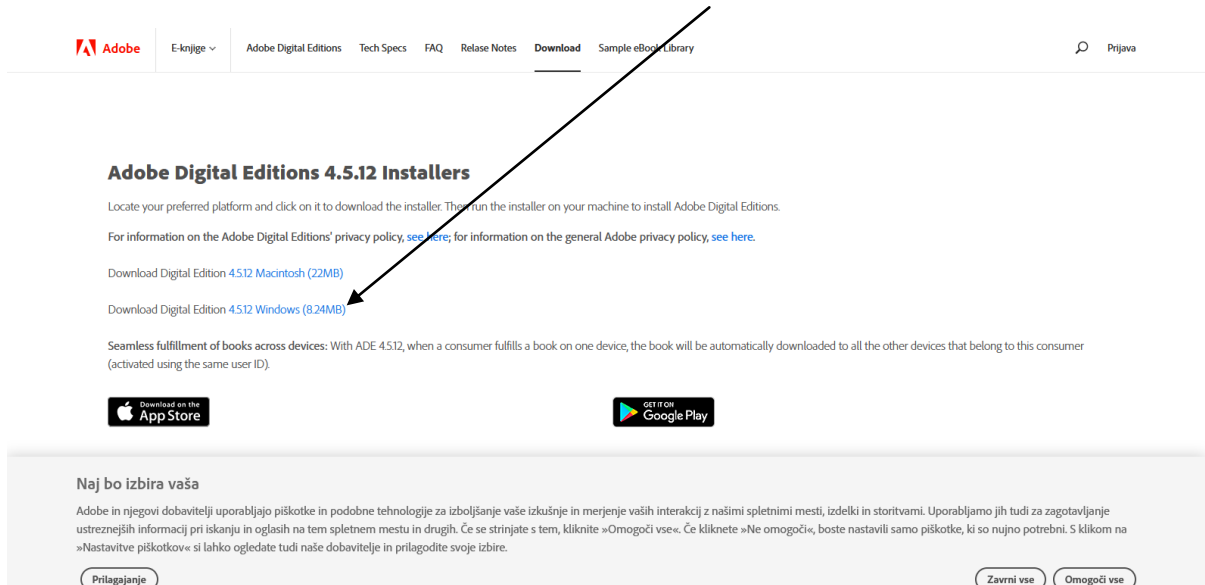 Adobe
E-knjige Adobe Digital Editions Tech Specs FAQ Relase Notes Download Sample eBook Library Prijava
Adobe Digital Editions 4.5.12 Installers
Locate your preferred platform and click on it to download the installer. Then run the installer on your machine to install Adobe Digital Editions.
For information on the Adobe Digital Editions' privacy policy, see here; for information on the general Adobe privacy policy, see here.
Download Digital Edition 4.5.12 Macintosh (22MB)
Download Digital Edition 4.5.12 Windows (8.24MB)
Seamless fulfillment of books across devices: With ADE 4.5.12, when a consumer fulfills a book on one device, the book will be automatically downloaded to all the other devices that belong to this consumer
(activated using the same user ID).
Download on the
App Store
GET IT ON
Google Play
Naj bo izbira vaša
Adobe in njegovi dobavitelji uporabljajo piškotke in podobne tehnologije za izboljšanje vaše izkušnje in merjenje vaših interakcij z našimi spletnimi mesti, izdelki in storitvami. Uporabljamo jih tudi za zagotavljanje
ustreznejših informacij pri iskanju in oglasih na tem spletnem mestu in drugih. Če se strinjate s tem, kliknite »Omogoči vse«. Če kliknete »Ne omogoči«, boste nastavili samo piškotke, ki so nujno potrebni. S klikom na
»Nastavitve piškotkov« si lahko ogledate tudi naše dobavitelje in prilagodite svoje izbire.
Prilagajanje
Zavrni vse
Omogoči vse